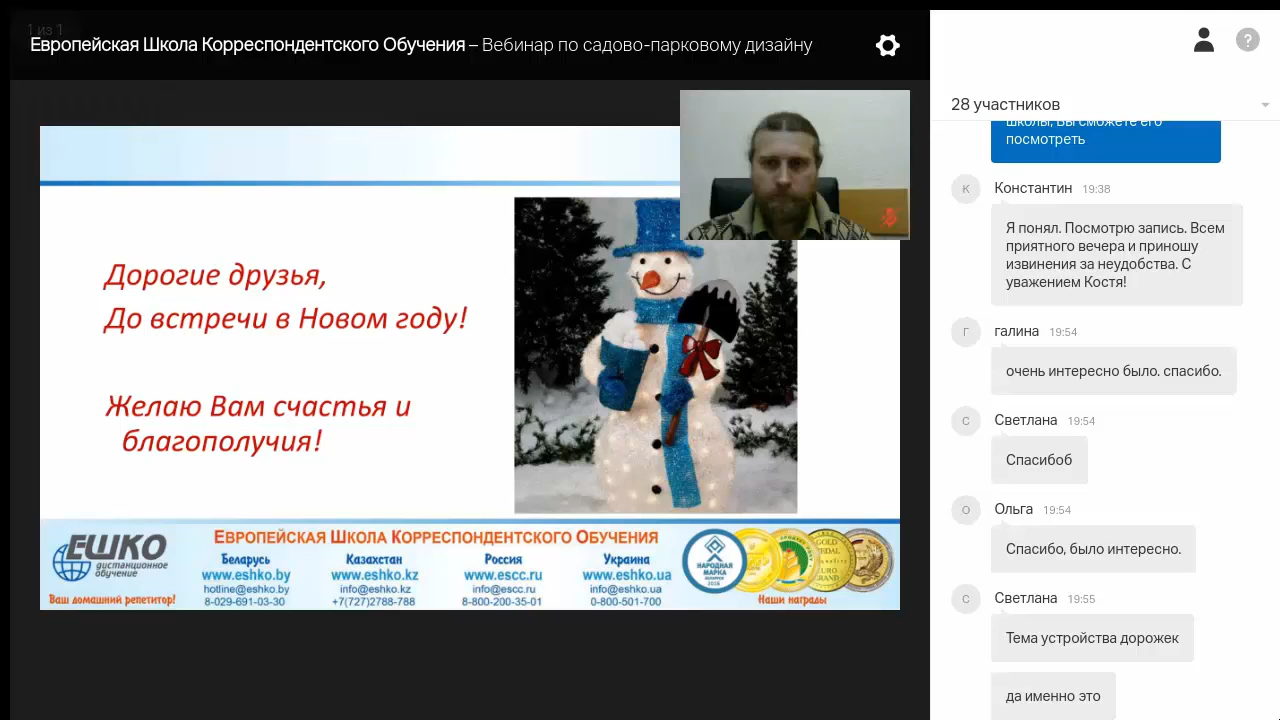 1 из 1
Европейская Школа Корреспондентского Обучения – Вебинар по садово-парковому дизайну
?
28 участников
школы, Вы сможете его
посмотреть
К
Константин 19:38
Я понял. Посмотрю запись. Всем
приятного вечера и приношу
извинения за неудобства. С
уважением Костя!
Г
галина 19:54
очень интересно было. спасибо.
С
Светлана 19:54
Спасибоб
О
Ольга 19:54
Спасибо, было интересно.
С
Светлана 19:55
Тема устройства дорожек
да именно это
Дорогие друзья,
До встречи в Новом году!
Желаю Вам счастья и
благополучия!
ЕШКО
дистанционное
обучение
Ваш домашний репетитор!
Европейская Школа Корреспондентского Обучения
Беларусь
www.eshko.by
hotline@eshko.by
8-029-691-03-30
Казахстан
www.eshko.kz
info@eshko.kz
+7(727)2788-788
Россия
www.escc.ru
info@escc.ru
8-800-200-35-01
Украина
www.eshko.ua
info@eshko.ua
0-800-501-700
НАРОДНАЯ
МАРКА
GOLD
MEDAL
EURO
GRAND
Наши награды